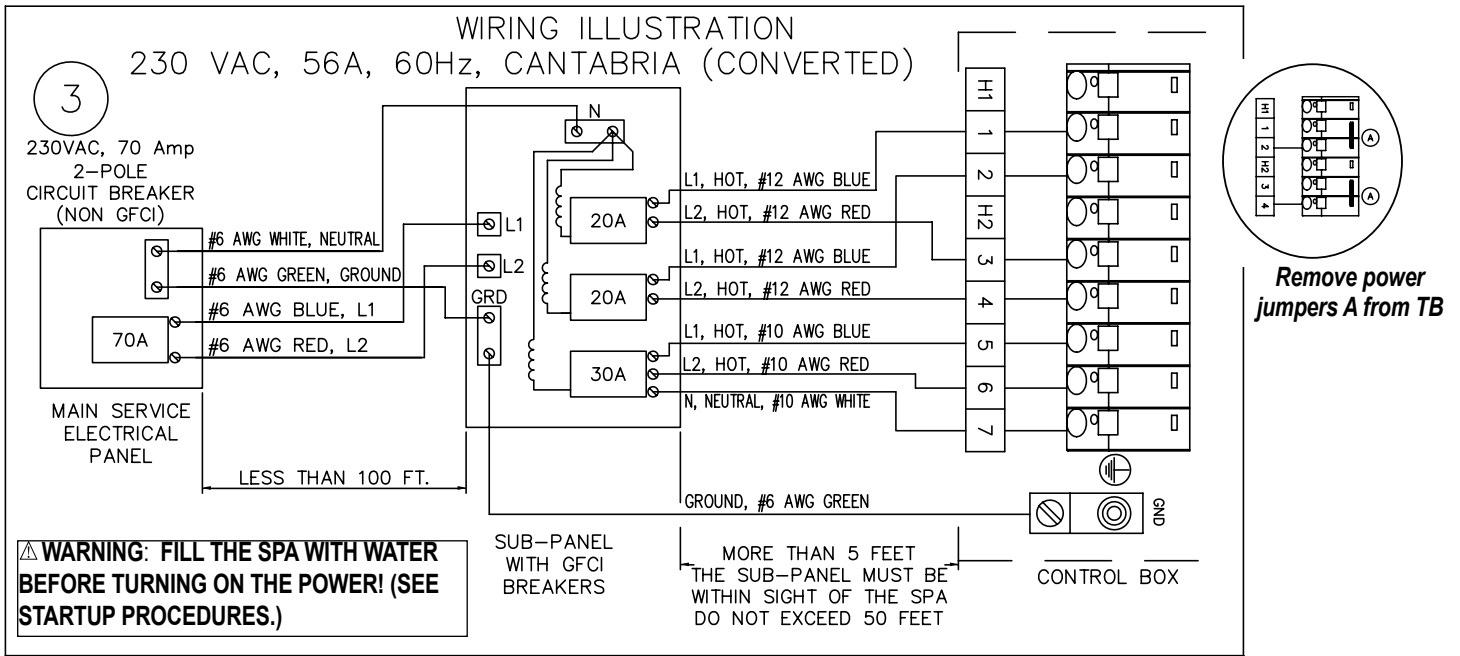 WIRING ILLUSTRATION
230 VAC, 56A, 60Hz, CANTABRIA (CONVERTED)
3
230VAC, 70 Amp
2-POLE
CIRCUIT BREAKER
(NON GFCI)
#6 AWG WHITE, NEUTRAL
#6 AWG GREEN, GROUND
#6 AWG BLUE, L1
#6 AWG RED, L2
70A
MAIN SERVICE
ELECTRICAL
PANEL
LESS THAN 100 FT.
N
L1
L2
GRD
20A
20A
30A
SUB-PANEL
WITH GFCI
BREAKERS
L1, HOT, #12 AWG BLUE
L2, HOT, #12 AWG RED
L1, HOT, #12 AWG BLUE
L2, HOT, #12 AWG RED
L1, HOT, #10 AWG BLUE
L2, HOT, #10 AWG RED
N, NEUTRAL, #10 AWG WHITE
GROUND, #6 AWG GREEN
MORE THAN 5 FEET
THE SUB-PANEL MUST BE
WITHIN SIGHT OF THE SPA
DO NOT EXCEED 50 FEET
H1
1
2
H2
3
4
5
6
7
GND
CONTROL BOX
H1
1
2
H2
3
4
A
A
Remove power
jumpers A from TB
⚠ WARNING: FILL THE SPA WITH WATER
BEFORE TURNING ON THE POWER! (SEE
STARTUP PROCEDURES.)